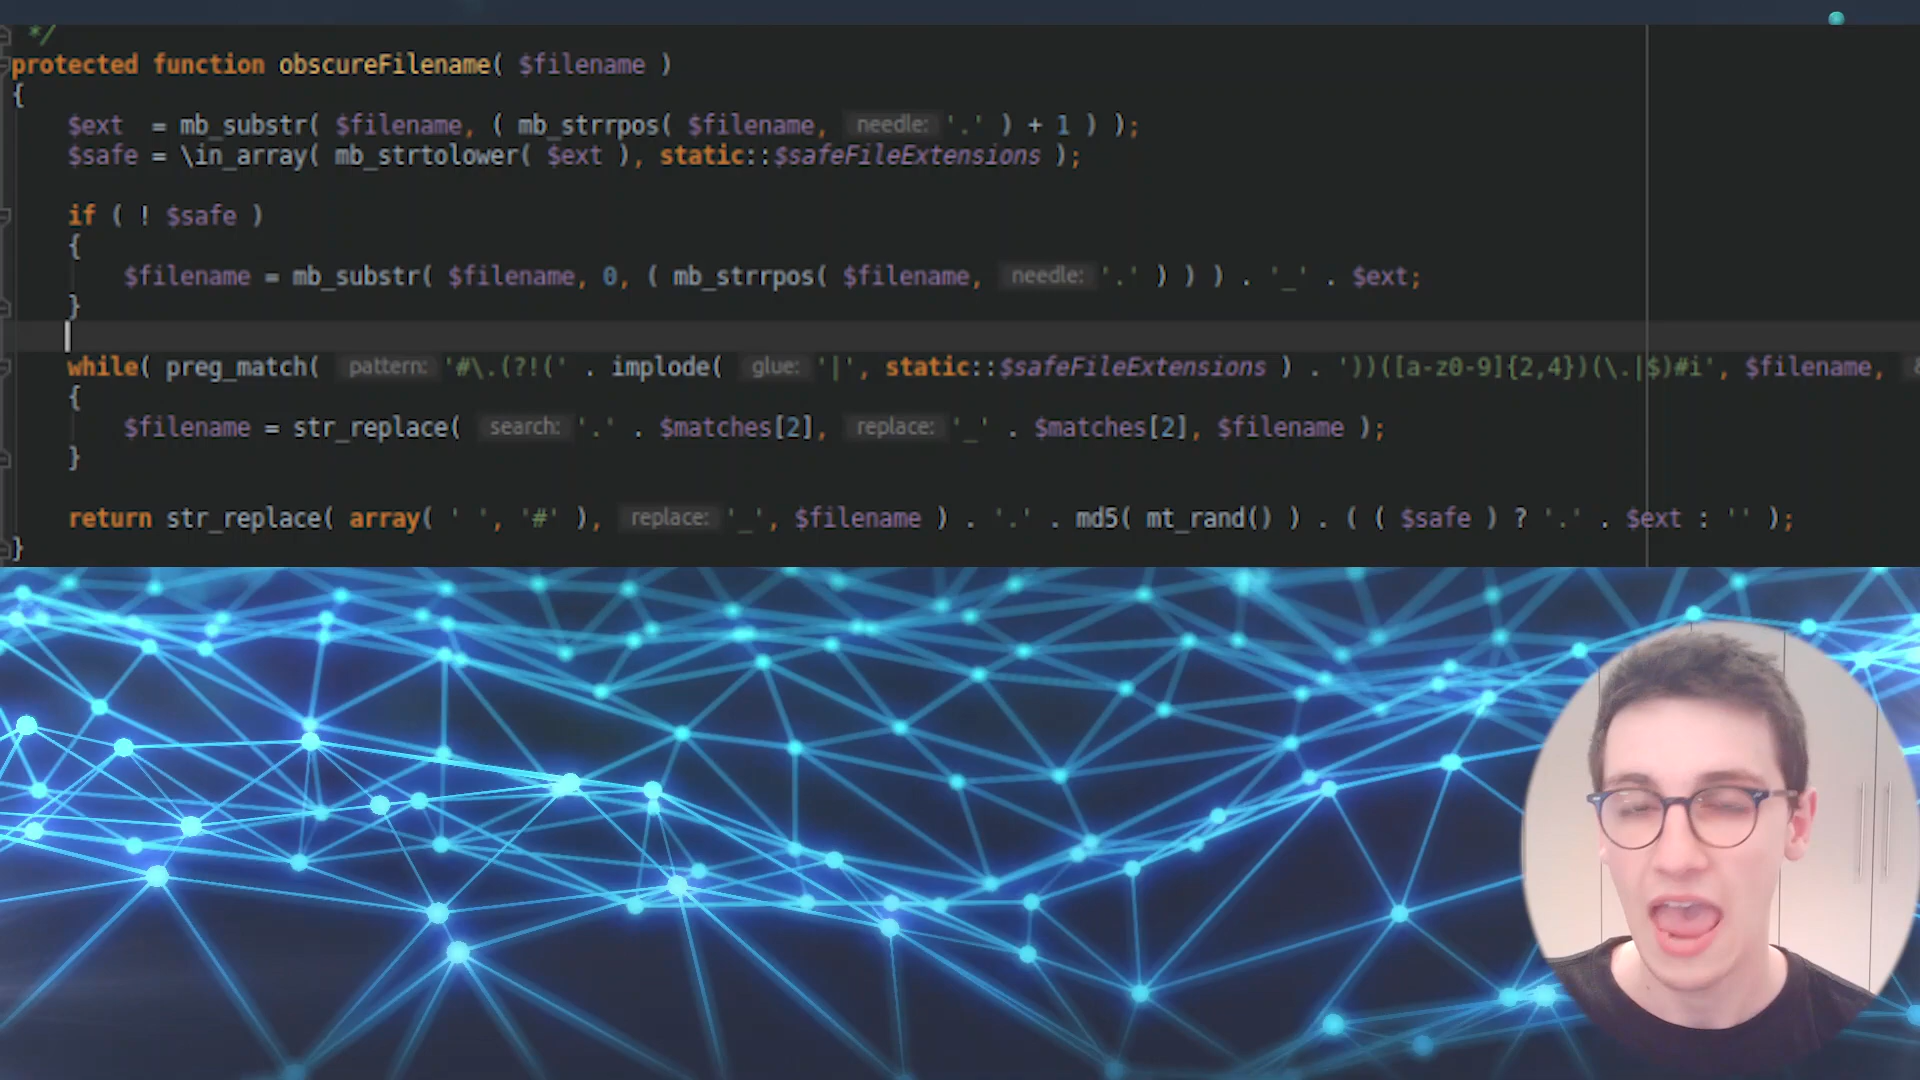 */
protected function obscureFilename( $filename )
{
$ext  = mb_substr( $filename, ( mb_strrpos( $filename, needle: '.' ) + 1 ) );
$safe = \in_array( mb_strtolower( $ext ), static::$safeFileExtensions );
if ( ! $safe )
{
$filename = mb_substr( $filename, 0, ( mb_strrpos( $filename, needle: '.' ) ) ) . '_' . $ext;
}
while( preg_match( pattern: '#\.(?!(' . implode( glue: '|', static::$safeFileExtensions ) . '))([a-z0-9]{2,4})(\.|$)#i', $filename,
{
$filename = str_replace( search: '.' . $matches[2], replace: '_' . $matches[2], $filename );
}
return str_replace( array( ' ', '#' ), replace: '_', $filename ) . '.' . md5( mt_rand() ) . ( ( $safe ) ? '.' . $ext : '' );
}